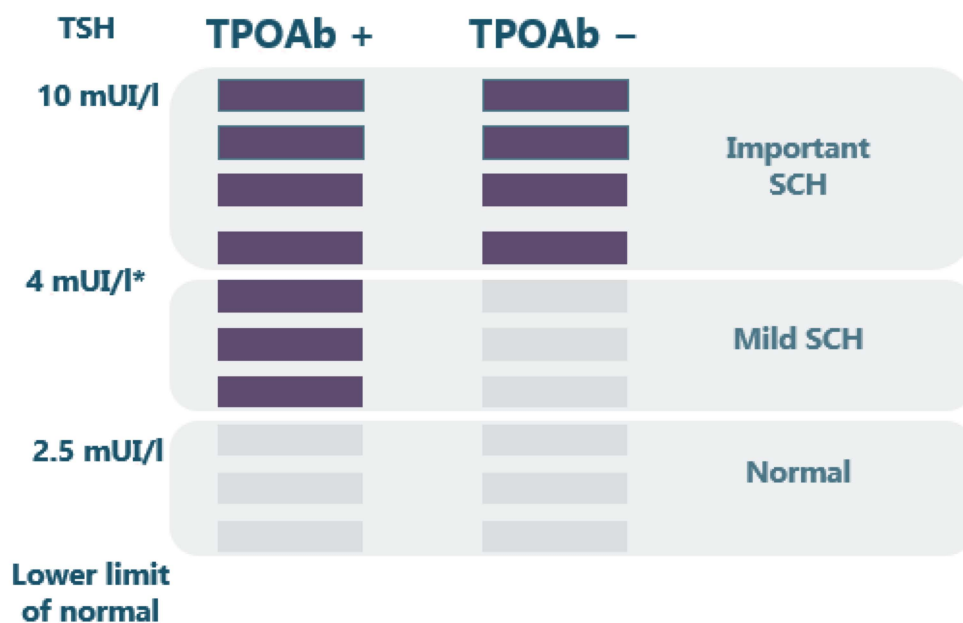 TSH TPOAb + TPOAb –
10 mUI/l
Important
SCH
4 mUI/l*
Mild SCH
2.5 mUI/l
Normal
Lower limit
of normal